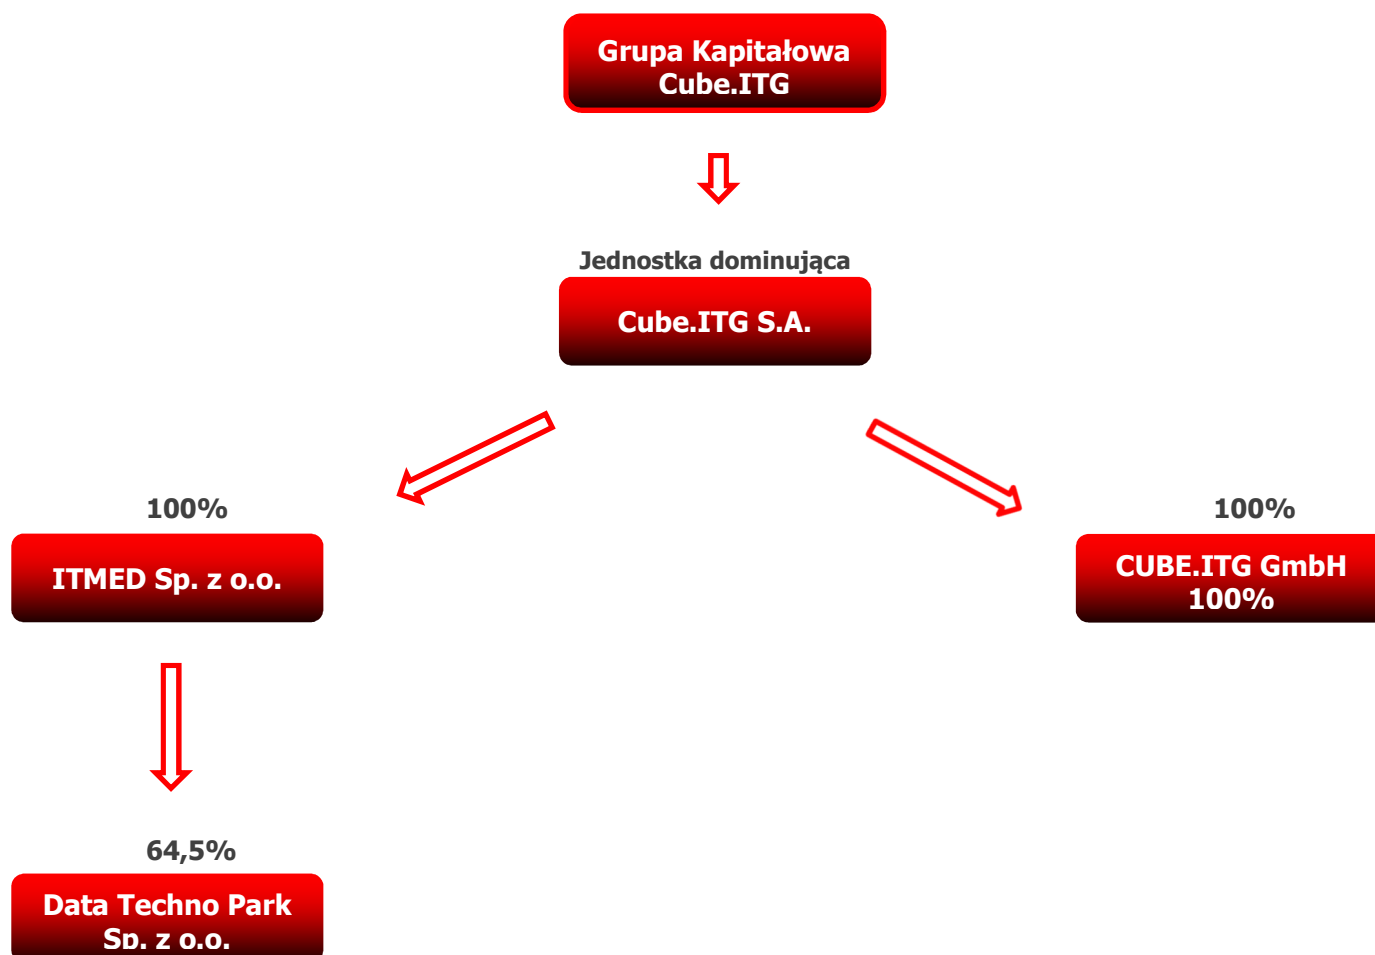 Grupa Kapitałowa
Cube.ITG
Jednostka dominująca
Cube.ITG S.A.
100%
ITMED Sp. z o.o.
100%
CUBE.ITG GmbH
100%
64,5%
Data Techno Park
Sp. z o.o.